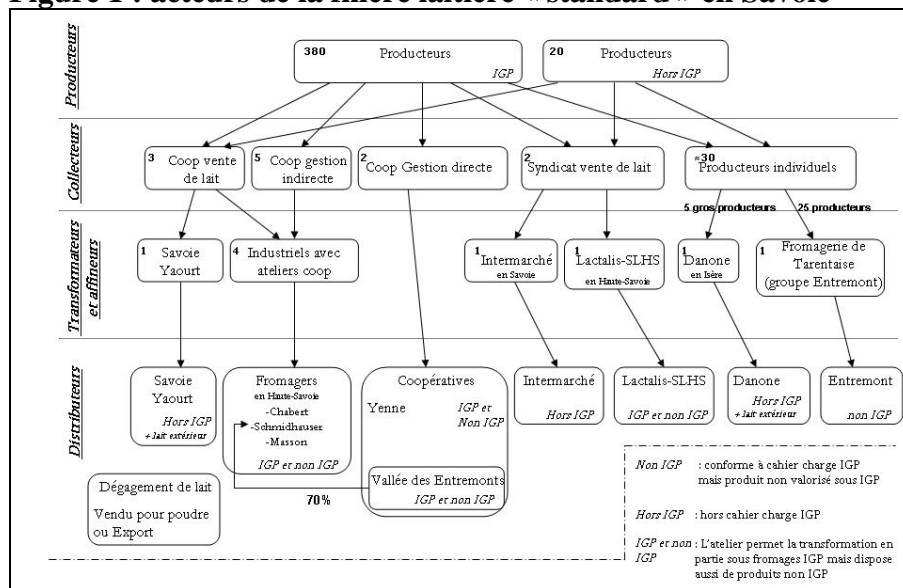 Figure 1 : acteurs de la filière laitière « standard » en Savoie
Producteurs
380 Producteurs
IGP
20 Producteurs
Hors IGP
Collecteurs
3 Coop vente
de lait
5 Coop gestion
indirecte
2 Coop Gestion directe
2 Syndicat vente de lait
≈30
Producteurs individuels
5 gros producteurs
25 producteurs
Transformateurs
et affineurs
1 Savoie
Yaourt
4 Industriels avec
ateliers coop
1 Intermarché
en Savoie
1 Lactalis-SLHS
en Haute-Savoie
1 Danone
en Isère
1 Fromagerie de
Tarentaise
(groupe Entremont)
Distributeurs
Savoie
Yaourt
Hors IGP
+ lait extérieur
Fromagers
en Haute-Savoie
-Chabert
-Schmidhauser
-Masson
IGP et non IGP
Coopératives
Yenne
IGP et
Non IGP
Vallée des Entremonts
IGP et non IGP
70%
Intermarché
Hors IGP
Lactalis-SLHS
IGP et non IGP
Danone
Hors IGP
+ lait extérieur
Entremont
non IGP
Dégagement de lait
Vendu pour poudre
ou Export
Non IGP : conforme à cahier charge IGP
mais produit non valorisé sous IGP
Hors IGP : hors cahier charge IGP
IGP et non : L'atelier permet la transformation en
IGP partie sous fromages IGP mais dispose
aussi de produits non IGP